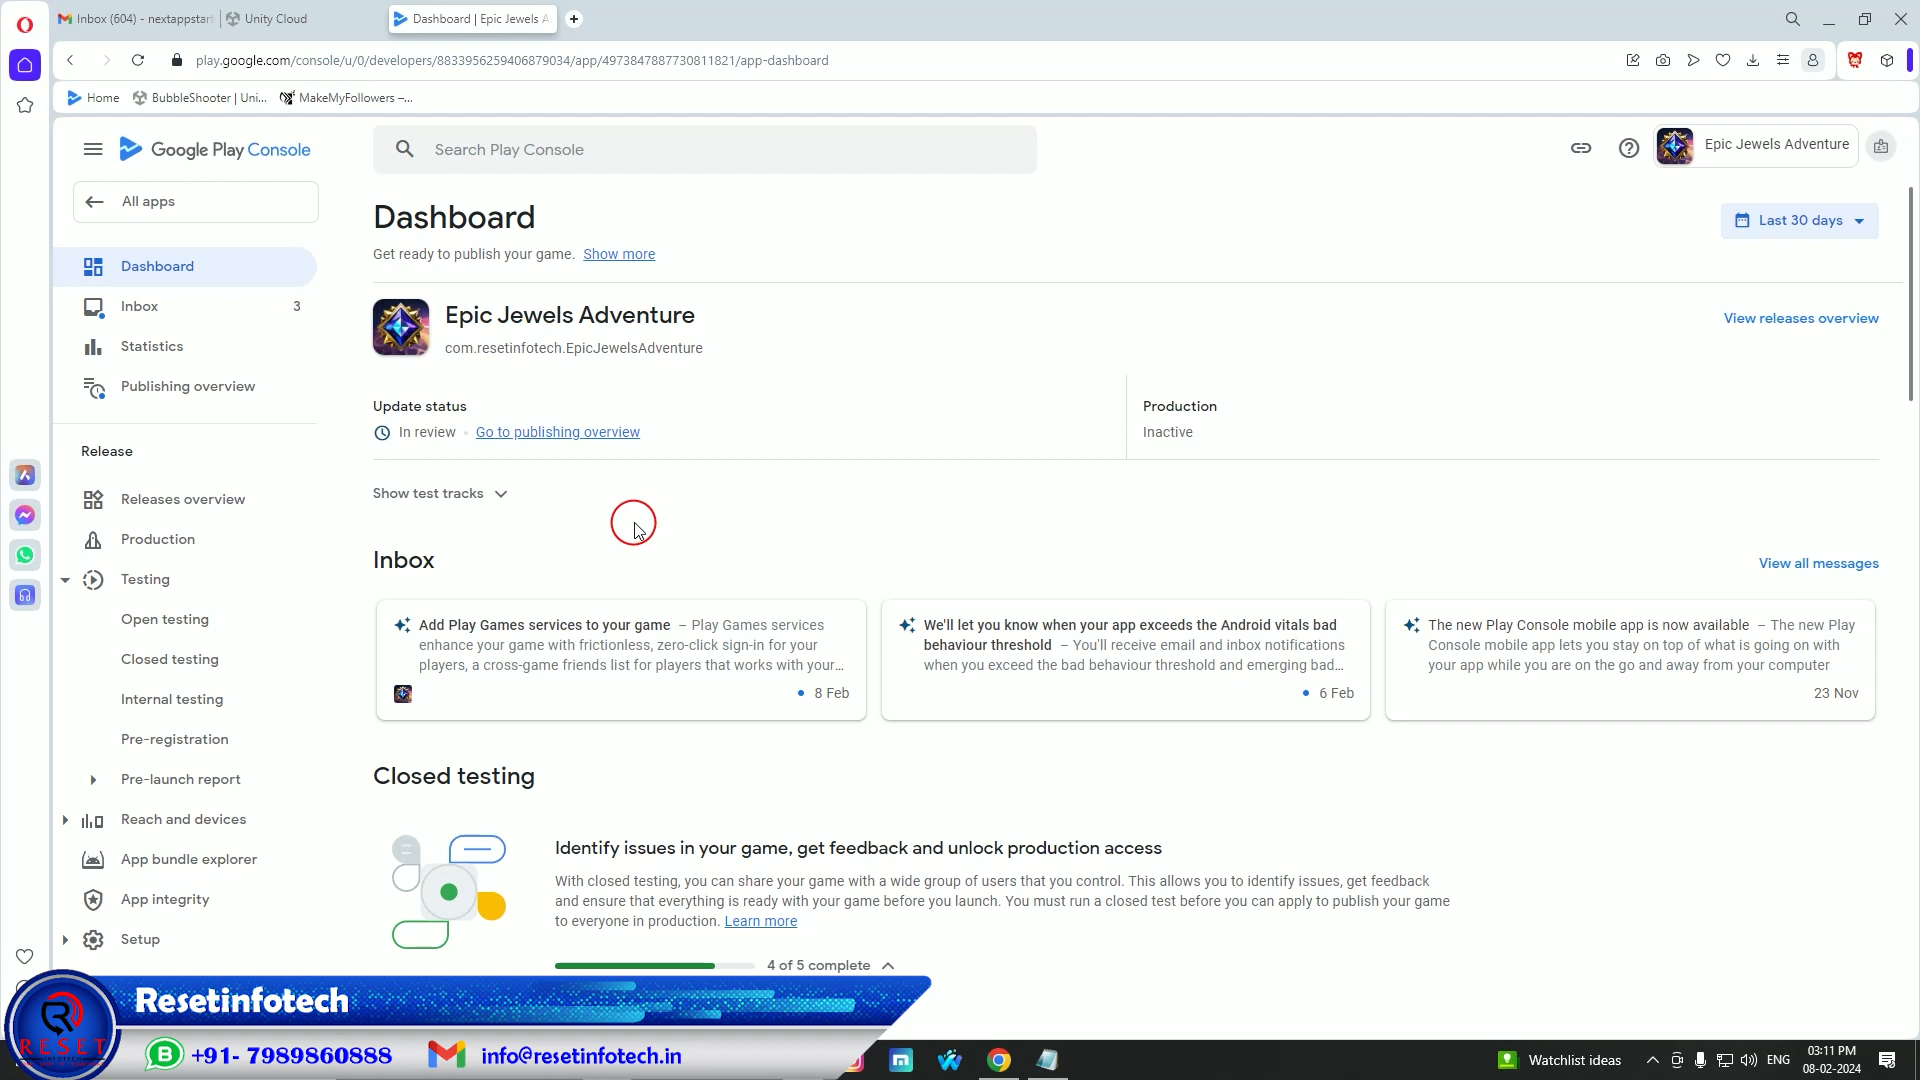 Inbox (604) - nextappstart
Unity Cloud
Dashboard | Epic Jewels A
play.google.com/console/u/0/developers/8833956259406879034/app/4973847887730811821/app-dashboard
Home
BubbleShooter | Uni...
MakeMyFollowers –...
Google Play Console
Search Play Console
Epic Jewels Adventure
All apps
Dashboard
Inbox 3
Statistics
Publishing overview
Release
Releases overview
Production
Testing
Open testing
Closed testing
Internal testing
Pre-registration
Pre-launch report
Reach and devices
App bundle explorer
App integrity
Setup
Dashboard
Last 30 days
Get ready to publish your game. Show more
Epic Jewels Adventure
com.resetinfotech.EpicJewelsAdventure
View releases overview
Update status
In review - Go to publishing overview
Production
Inactive
Show test tracks
Inbox
View all messages
Add Play Games services to your game – Play Games services
enhance your game with frictionless, zero-click sign-in for your
players, a cross-game friends list for players that works with your...
8 Feb
We'll let you know when your app exceeds the Android vitals bad
behaviour threshold – You'll receive email and inbox notifications
when you exceed the bad behaviour threshold and emerging bad...
6 Feb
The new Play Console mobile app is now available – The new Play
Console mobile app lets you stay on top of what is going on with
your app while you are on the go and away from your computer
23 Nov
Closed testing
Identify issues in your game, get feedback and unlock production access
With closed testing, you can share your game with a wide group of users that you control. This allows you to identify issues, get feedback
and ensure that everything is ready with your game before you launch. You must run a closed test before you can apply to publish your game
to everyone in production. Learn more
4 of 5 complete
Resetinfotech
RESET
+91- 7989860888
info@resetinfotech.in
Watchlist ideas
ENG
03:11 PM
08-02-2024